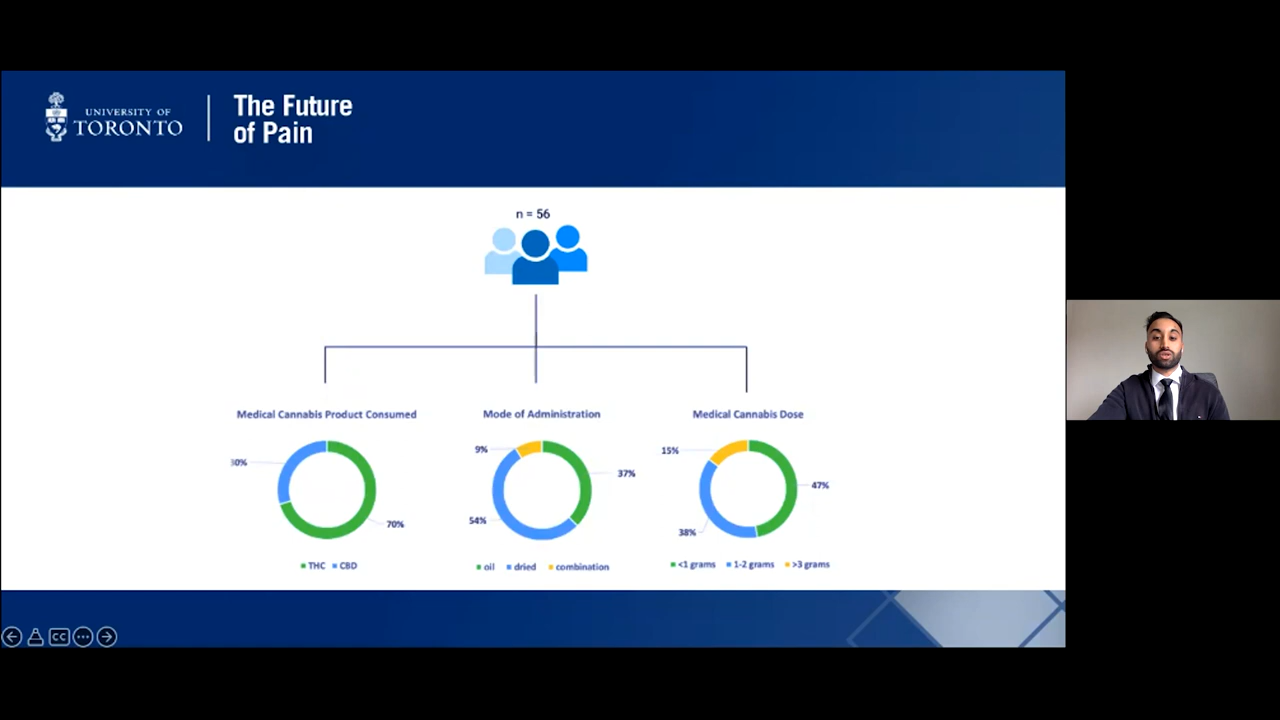 UNIVERSITY OF
TORONTO
The Future
of Pain
n = 56
Medical Cannabis Product Consumed
30%
70%
THC CBD
Mode of Administration
9%
37%
54%
oil dried combination
Medical Cannabis Dose
15%
47%
38%
<1 grams 1-2 grams >3 grams
CC